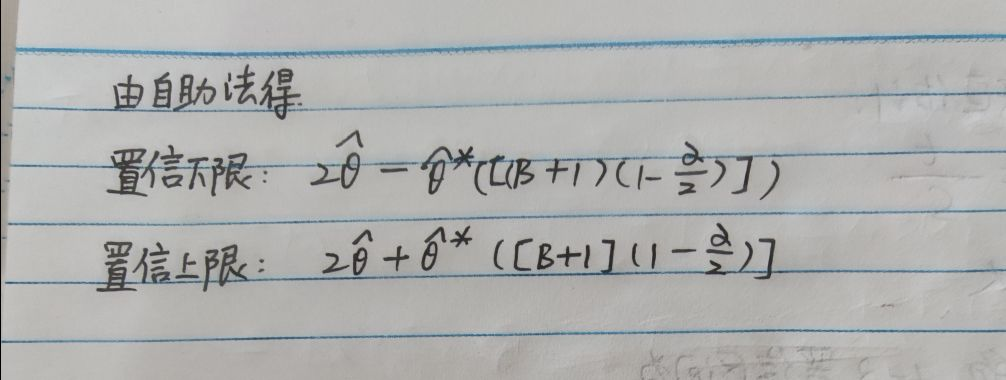 由自助法得.
置信下限: 2θ̂ - θ̂*([(B+1)(1-α/2)])
置信上限: 2θ̂ + θ̂* ([B+1](1-α/2)]